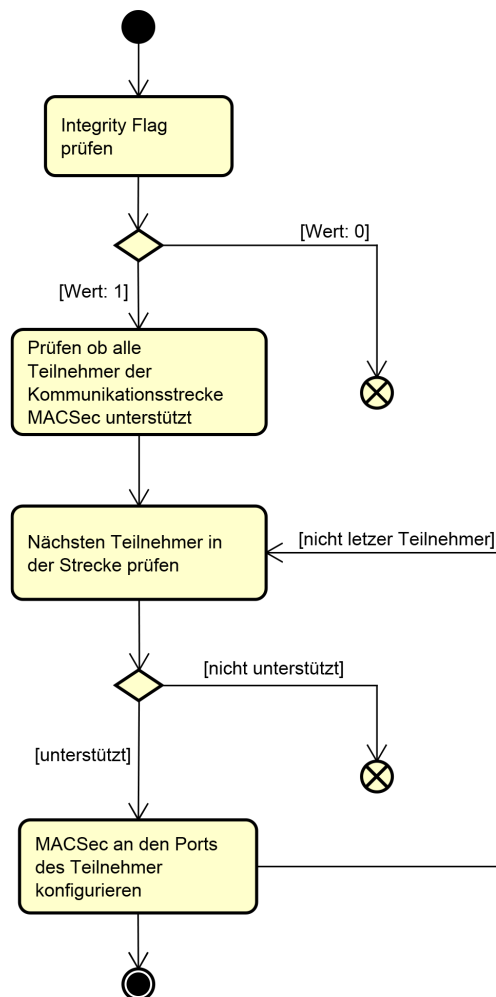 Integrity Flag
prüfen
[Wert: 0]
[Wert: 1]
Prüfen ob alle
Teilnehmer der
Kommunikationsstrecke
MACSec unterstützt
[nicht letzer Teilnehmer]
Nächsten Teilnehmer in
der Strecke prüfen
[nicht unterstützt]
[unterstützt]
MACSec an den Ports
des Teilnehmer
konfigurieren